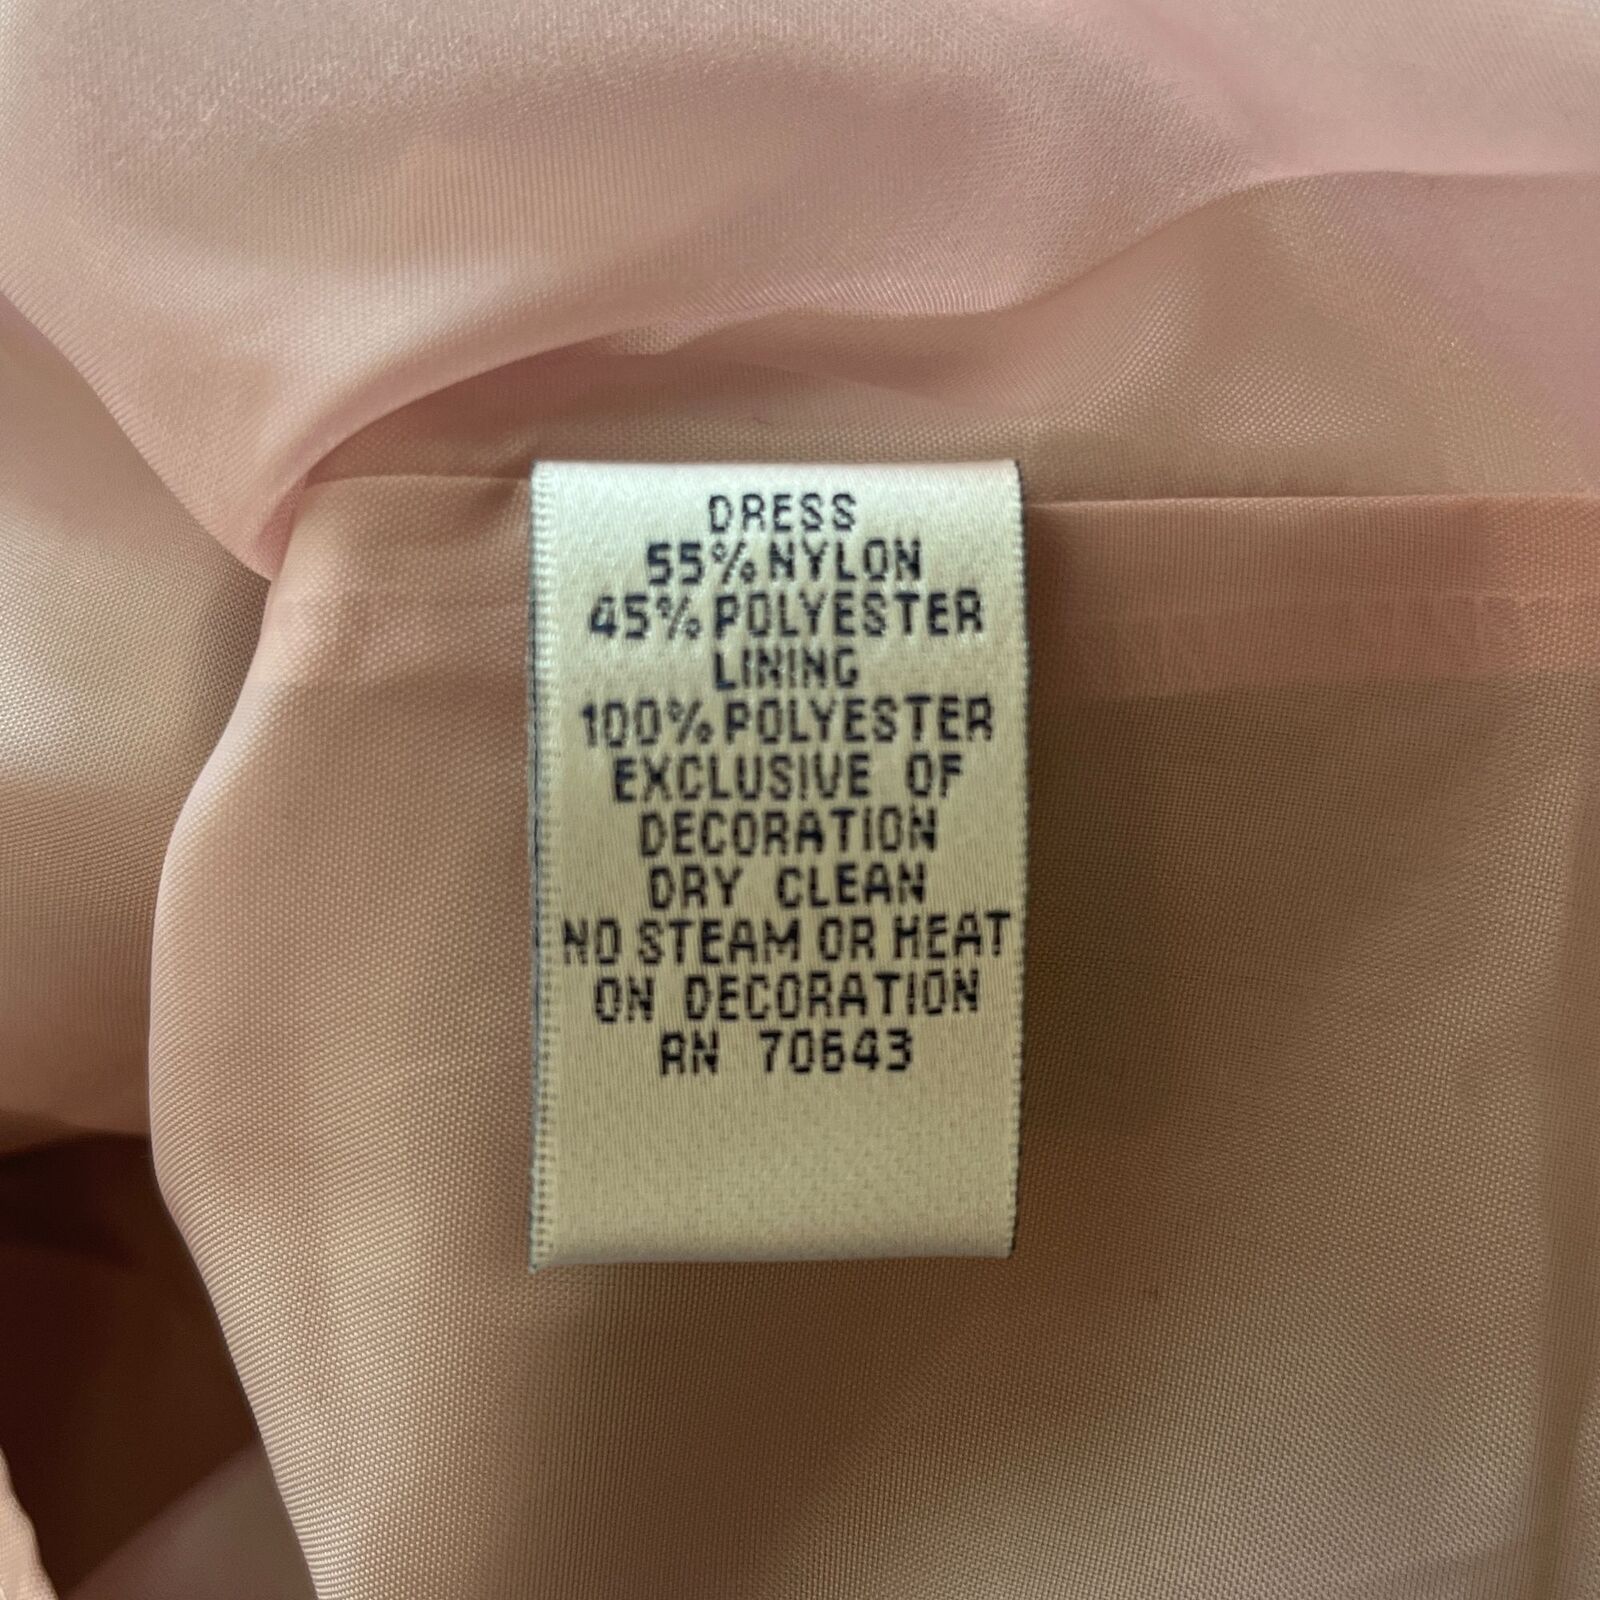 DRESS
55% NYLON
45% POLYESTER
LINING
100% POLYESTER
EXCLUSIVE OF
DECORATION
DRY CLEAN
NO STEAM OR HEAT
ON DECORATION
RN 70643